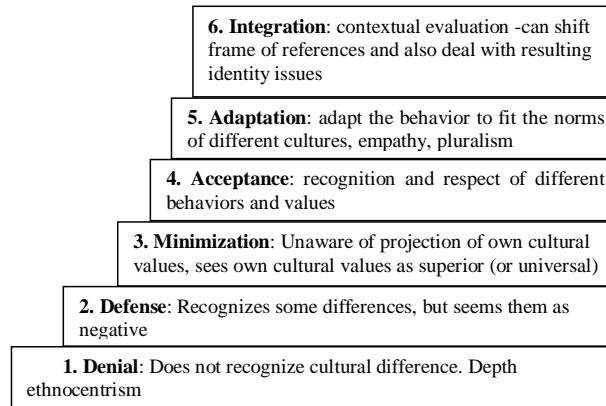 6. Integration: contextual evaluation -can shift
frame of references and also deal with resulting
identity issues
5. Adaptation: adapt the behavior to fit the norms
of different cultures, empathy, pluralism
4. Acceptance: recognition and respect of different
behaviors and values
3. Minimization: Unaware of projection of own cultural
values, sees own cultural values as superior (or universal)
2. Defense: Recognizes some differences, but seems them as
negative
1. Denial: Does not recognize cultural difference. Depth
ethnocentrism